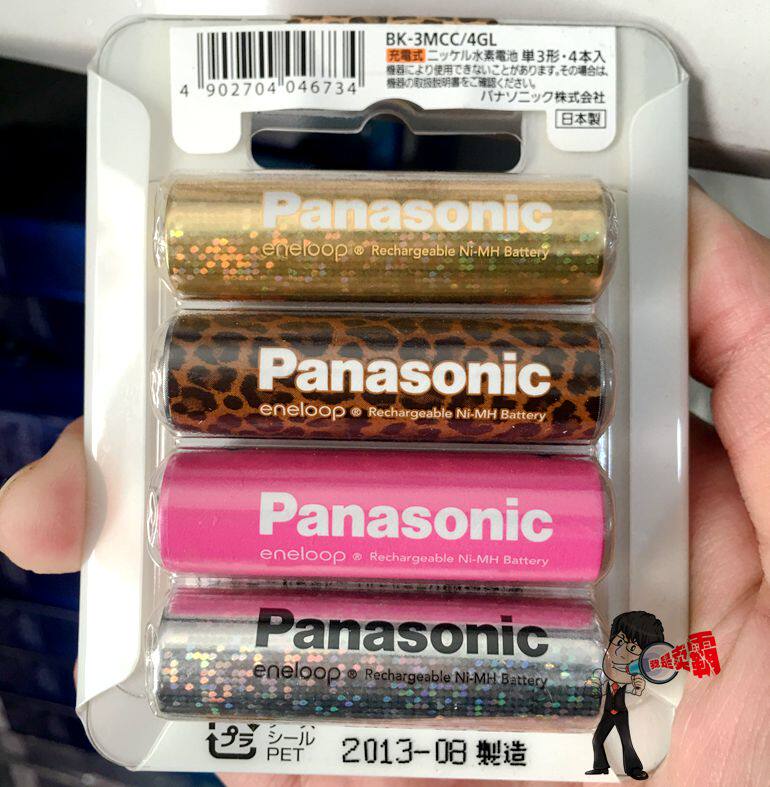 4 902704 046734
BK-3MCC/4GL
充電式 ニッケル水素電池 単3形・4本入
機器により使用できないことがあります。その場合は、
機器の取扱説明書をご確認ください。
パナソニック株式会社
日本製
Panasonic
eneloop ® Rechargeable Ni-MH Battery
Panasonic
eneloop ® Rechargeable Ni-MH Battery
Panasonic
eneloop ® Rechargeable Ni-MH Battery
Panasonic
eneloop ® Rechargeable Ni-MH Battery
我是卖霸
プラ
シール
PET
2013-08 製造